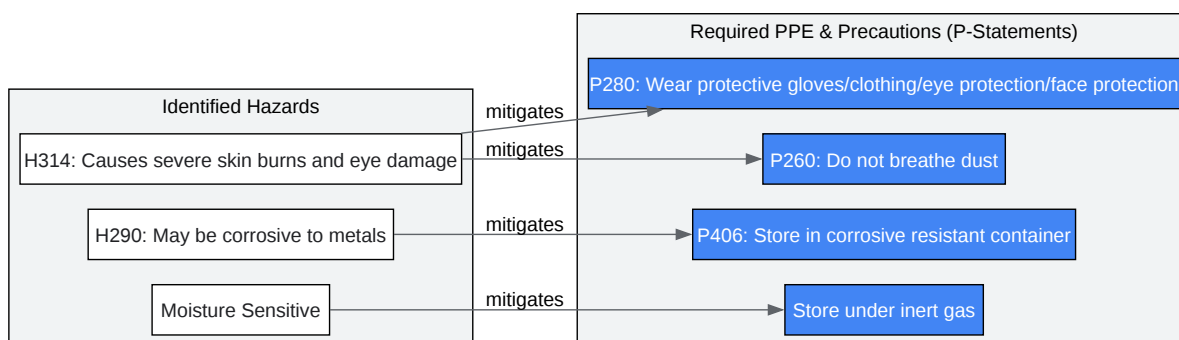 Required PPE & Precautions (P-Statements)
P280: Wear protective gloves/clothing/eye protection/face protection
Identified Hazards
mitigates
H314: Causes severe skin burns and eye damage
mitigates
P260: Do not breathe dust
H290: May be corrosive to metals
mitigates
P406: Store in corrosive resistant container
Moisture Sensitive
mitigates
Store under inert gas